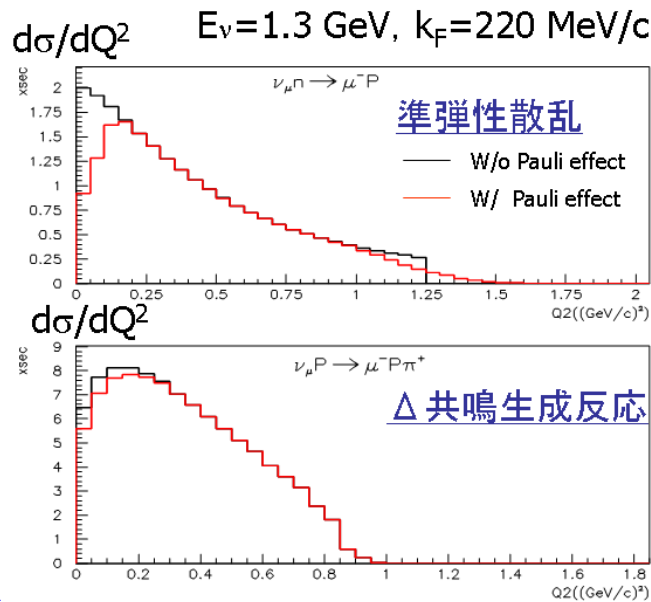 dσ/dQ² Eν=1.3 GeV, kF=220 MeV/c
xsec
νμn → μ⁻P
準弾性散乱
W/o Pauli effect
W/ Pauli effect
2
1.75
1.5
1.25
1
0.75
0.5
0.25
0
0 0.25 0.5 0.75 1 1.25 1.5 1.75 2
Q2((GeV/c)²)
dσ/dQ²
xsec
νμP → μ⁻Pπ⁺
Δ共鳴生成反応
9
8
7
6
5
4
3
2
1
0
0 0.2 0.4 0.6 0.8 1 1.2 1.4 1.6 1.8
Q2((GeV/c)²)